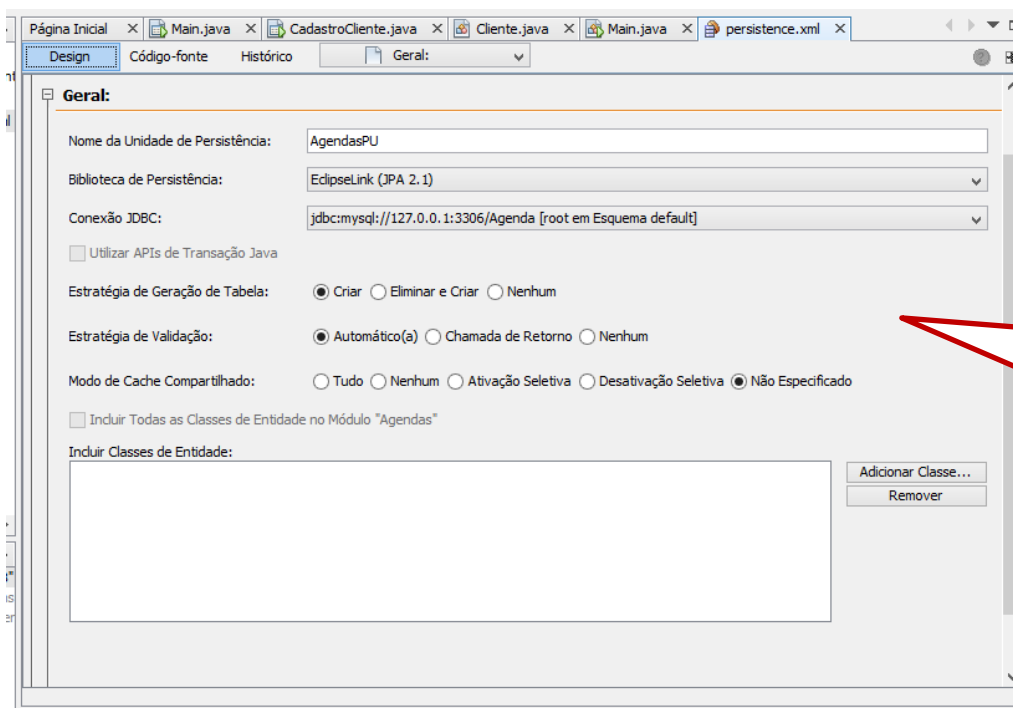 Página Inicial Main.java CadastroCliente.java Cliente.java Main.java persistence.xml
Design Código-fonte Histórico Geral:
Geral:
Nome da Unidade de Persistência: AgendasPU
Biblioteca de Persistência: EclipseLink (JPA 2.1)
Conexão JDBC: jdbc:mysql://127.0.0.1:3306/Agenda [root em Esquema default]
Utilizar APIs de Transação Java
Estratégia de Geração de Tabela: Criar Eliminar e Criar Nenhum
Estratégia de Validação: Automático(a) Chamada de Retorno Nenhum
Modo de Cache Compartilhado: Tudo Nenhum Ativação Seletiva Desativação Seletiva Não Especificado
Incluir Todas as Classes de Entidade no Módulo "Agendas"
Incluir Classes de Entidade:
Adicionar Classe...
Remover